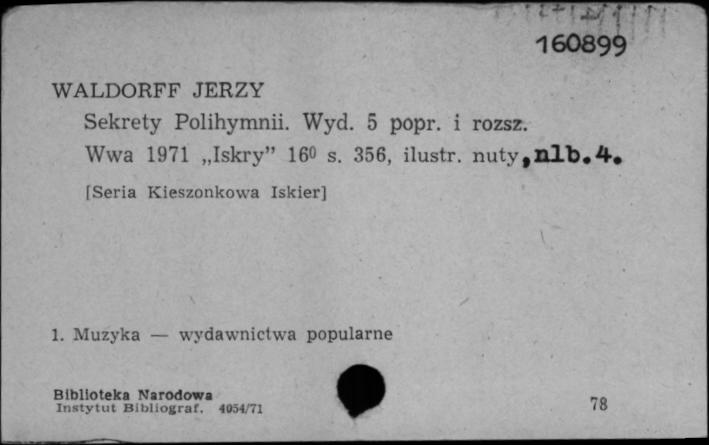 160899
WALDORFF JERZY
Sekrety Polihymnii. Wyd. 5 popr. i rozsz.
Wwa 1971 „Iskry” 16⁰ s. 356, ilustr. nuty,nlb.4.
[Seria Kieszonkowa Iskier]
1. Muzyka — wydawnictwa popularne
Biblioteka Narodowa
Instytut Bibliograf. 4054/71
78